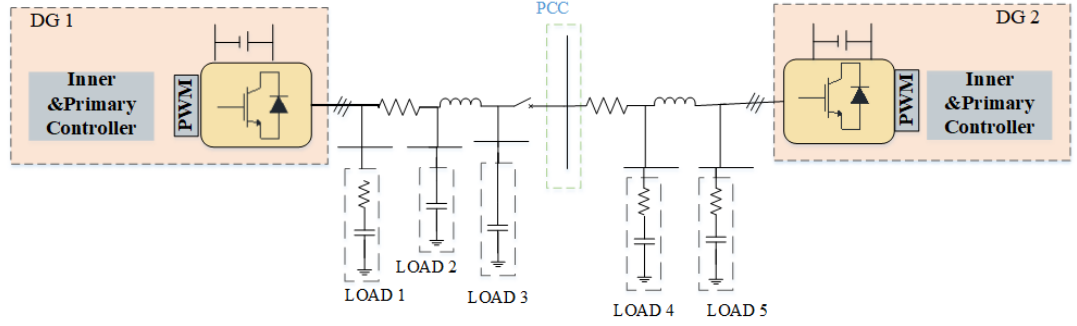 PCC
DG 1
DG 2
Inner
&Primary
Controller
PWM
PWM
Inner
&Primary
Controller
LOAD 1
LOAD 2
LOAD 3
LOAD 4
LOAD 5